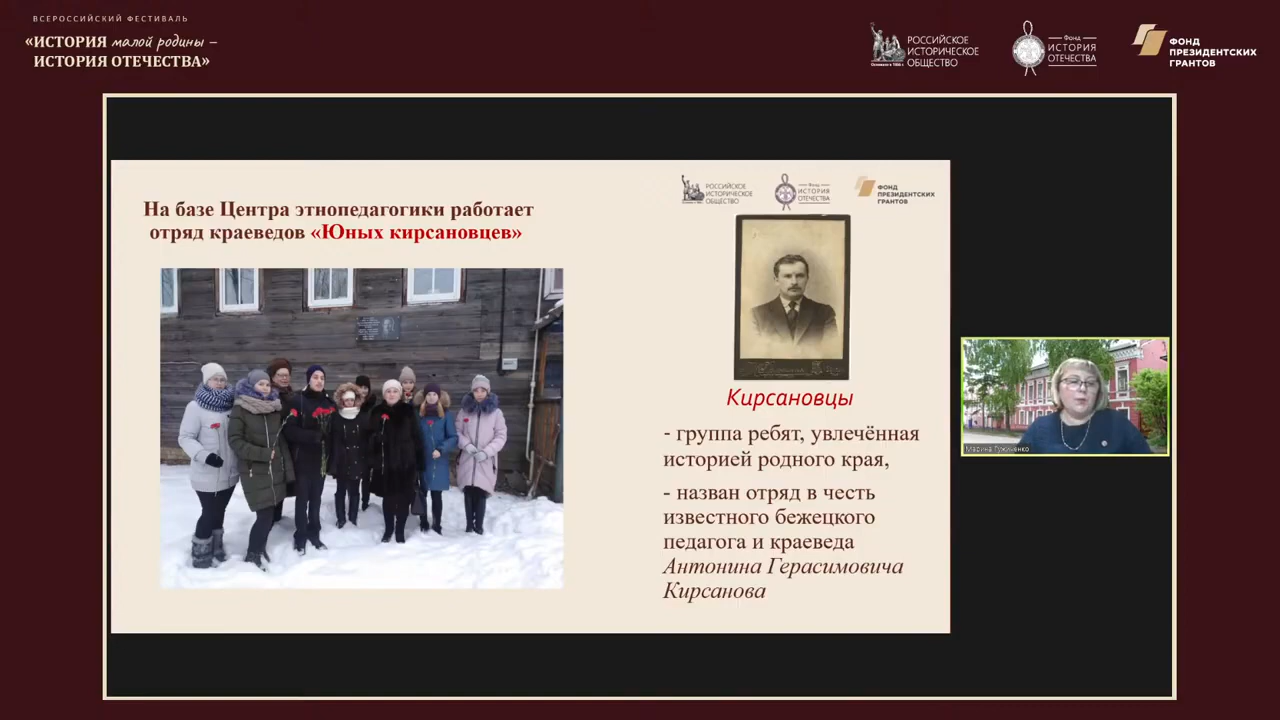 ВСЕРОССИЙСКИЙ ФЕСТИВАЛЬ
«ИСТОРИЯ малой родины –
ИСТОРИЯ ОТЕЧЕСТВА»
РОССИЙСКОЕ
ИСТОРИЧЕСКОЕ
ОБЩЕСТВО
Фонд
ИСТОРИЯ
ОТЕЧЕСТВА
ФОНД
ПРЕЗИДЕНТСКИХ
ГРАНТОВ
На базе Центра этнопедагогики работает
отряд краеведов «Юных кирсановцев»
РОССИЙСКОЕ
ИСТОРИЧЕСКОЕ
ОБЩЕСТВО
Фонд
ИСТОРИЯ
ОТЕЧЕСТВА
ФОНД
ПРЕЗИДЕНТСКИХ
ГРАНТОВ
Кирсановцы
- группа ребят, увлечённая
историей родного края,
- назван отряд в честь
известного бежецкого
педагога и краеведа
Антонина Герасимовича
Кирсанова
Марина